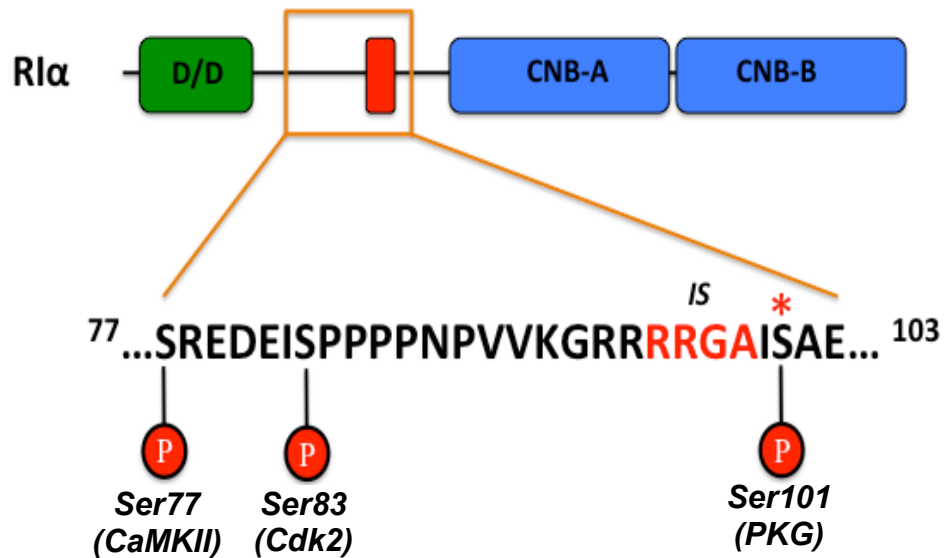 RIα D/D CNB-A CNB-B
IS *
77 ...SREDEISPPPPNPVVKGRRRRGAISAE... 103
P P P
Ser77 Ser83 Ser101
(CaMKII) (Cdk2) (PKG)